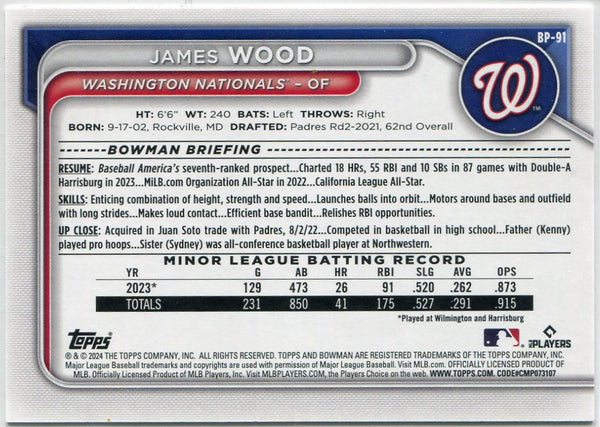 BP-91
JAMES WOOD
WASHINGTON NATIONALS™ – OF
W
TM
HT: 6'6" WT: 240 BATS: Left THROWS: Right
BORN: 9-17-02, Rockville, MD DRAFTED: Padres Rd2-2021, 62nd Overall
BOWMAN BRIEFING
RESUME: Baseball America's seventh-ranked prospect...Charted 18 HRs, 55 RBI and 10 SBs in 87 games with Double-A
Harrisburg in 2023...MiLB.com Organization All-Star in 2022...California League All-Star.
SKILLS: Enticing combination of height, strength and speed...Launches balls into orbit...Motors around bases and outfield
with long strides...Makes loud contact...Efficient base bandit...Relishes RBI opportunities.
UP CLOSE: Acquired in Juan Soto trade with Padres, 8/2/22...Competed in basketball in high school...Father (Kenny)
played pro hoops...Sister (Sydney) was all-conference basketball player at Northwestern.
MINOR LEAGUE BATTING RECORD
YR G AB HR RBI SLG AVG OPS
2023* 129 473 26 91 .520 .262 .873
TOTALS 231 850 41 175 .527 .291 .915
*Played at Wilmington and Harrisburg
Topps
MLB PLAYERS
® & © 2024 THE TOPPS COMPANY, INC. ALL RIGHTS RESERVED. TOPPS AND BOWMAN ARE REGISTERED TRADEMARKS OF THE TOPPS COMPANY, INC.
Major League Baseball trademarks and copyrights are used with permission of Major League Baseball. Visit MLB.com. OFFICIALLY LICENSED PRODUCT OF
MLB. Officially Licensed Product of MLB Players, Inc. Visit MLBPLAYERS.com, the Players Choice on the web. WWW.TOPPS.COM. CODE#CMP073107